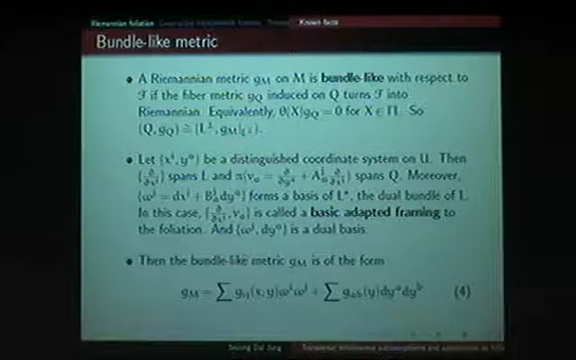 Riemannian foliation
Known facts
Bundle-like metric
• A Riemannian metric g_M on M is bundle-like with respect to
ℱ if the fiber metric g_Q induced on Q turns ℱ into
Riemannian. Equivalently, θ(X)g_Q = 0 for X ∈ ΓL. So
(Q, g_Q) ≅ (L^⊥, g_M|_{L^⊥}).
• Let (x^i, y^a) be a distinguished coordinate system on U. Then
{∂/∂x^i} spans L and π(v_a = ∂/∂y^a + A_a^j ∂/∂x^j) spans Q. Moreover,
{ω^j = dx^j + B_a^j dy^a} forms a basis of L*, the dual bundle of L.
In this case, {∂/∂x^i, v_a} is called a basic adapted framing to
the foliation. And {ω^j, dy^a} is a dual basis.
• Then the bundle-like metric g_M is of the form
g_M = ∑ g_ij(x; y)ω^i ω^j + ∑ g_ab(y)dy^a dy^b (4)
Seoung Dal Jung